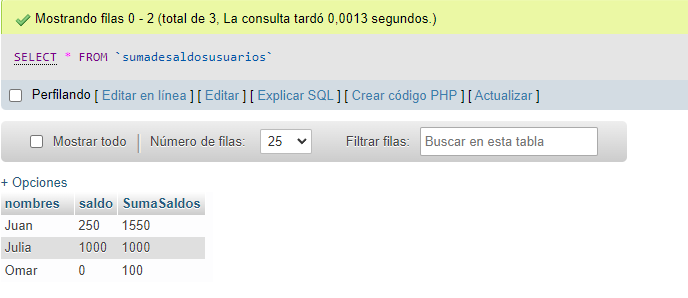 Mostrando filas 0 - 2 (total de 3, La consulta tardó 0,0013 segundos.)
SELECT * FROM `sumadesaldosusuarios`
Perfilando [ Editar en línea ] [ Editar ] [ Explicar SQL ] [ Crear código PHP ] [ Actualizar ]
Mostrar todo Número de filas: 25 Filtrar filas: Buscar en esta tabla
+ Opciones
nombres saldo SumaSaldos
Juan 250 1550
Julia 1000 1000
Omar 0 100